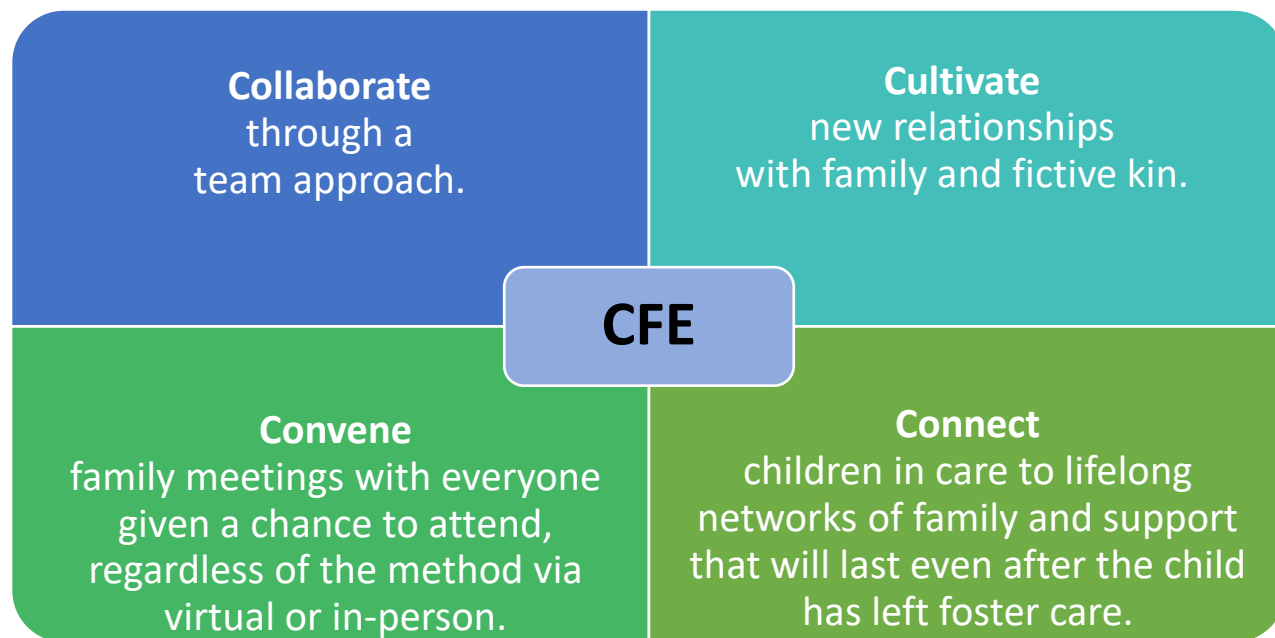 Collaborate
through a
team approach.
Cultivate
new relationships
with family and fictive kin.
CFE
Convene
family meetings with everyone
given a chance to attend,
regardless of the method via
virtual or in-person.
Connect
children in care to lifelong
networks of family and support
that will last even after the child
has left foster care.